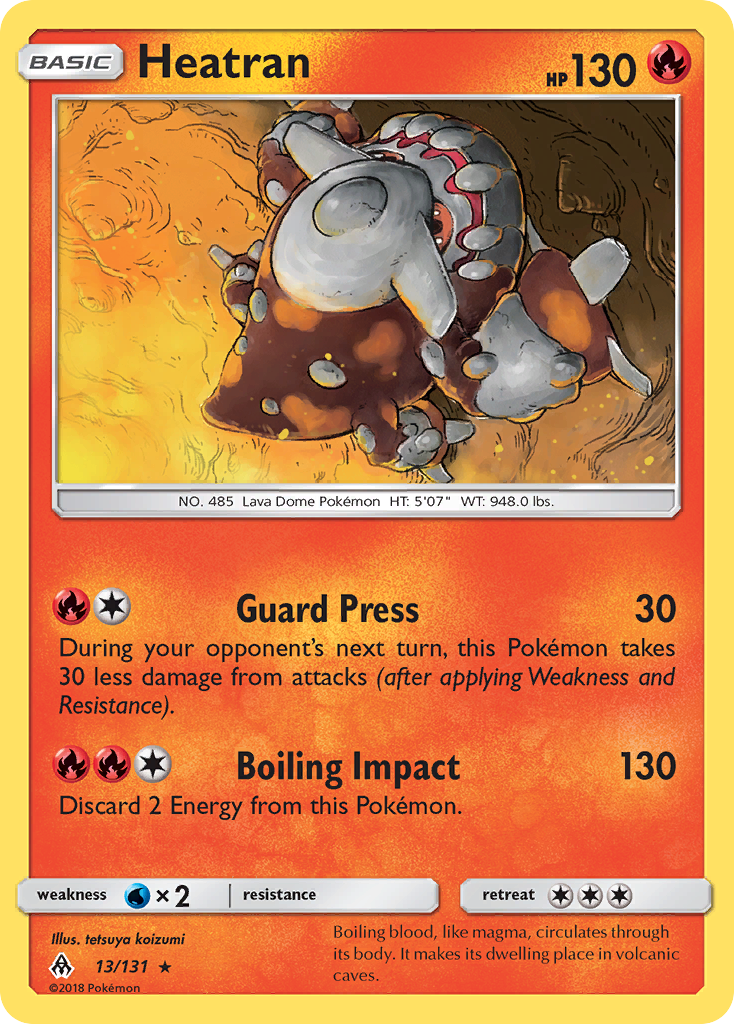 BASIC Heatran HP 130
NO. 485 Lava Dome Pokémon HT: 5'07" WT: 948.0 lbs.
Guard Press 30
During your opponent's next turn, this Pokémon takes
30 less damage from attacks (after applying Weakness and
Resistance).
Boiling Impact 130
Discard 2 Energy from this Pokémon.
weakness × 2 resistance retreat
Illus. tetsuya koizumi
13/131
©2018 Pokémon
Boiling blood, like magma, circulates through
its body. It makes its dwelling place in volcanic
caves.